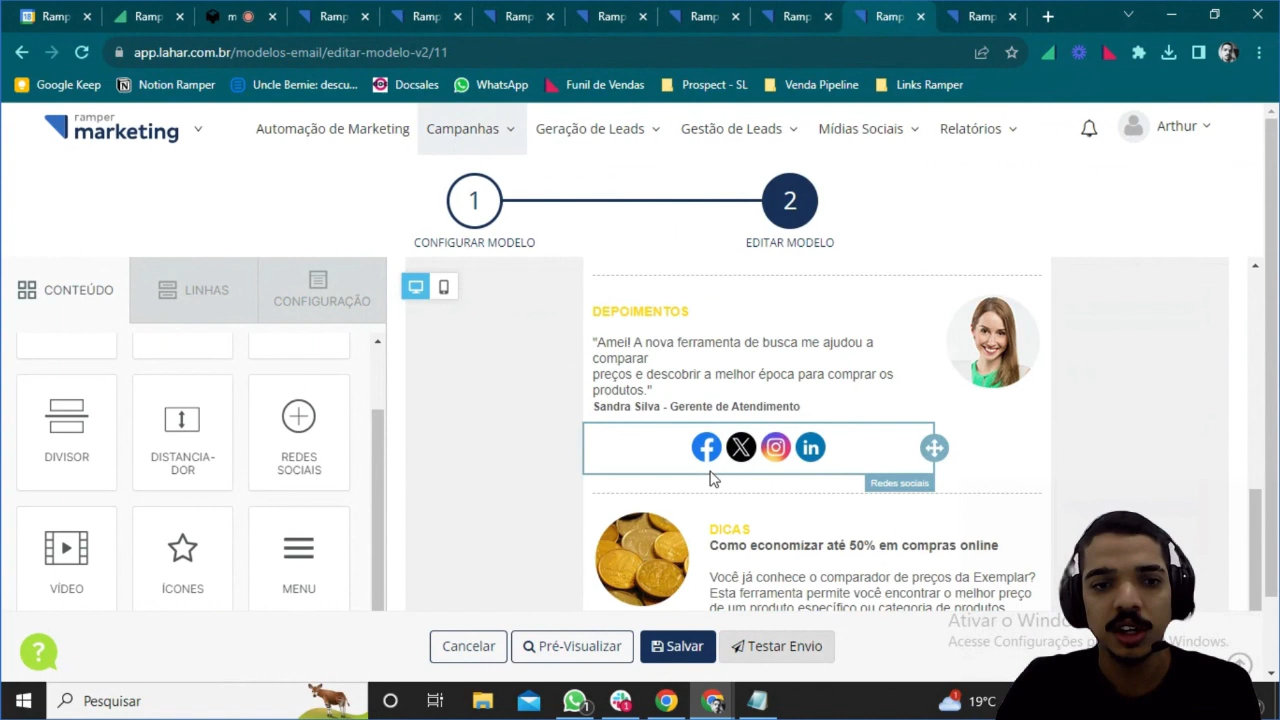 Ramp
Ramp
m
Ramp
Ramp
Ramp
Ramp
Ramp
Ramp
Ramp
Ramp
app.lahar.com.br/modelos-email/editar-modelo-v2/11
Google Keep
Notion Ramper
Uncle Bernie: descu...
Docsales
WhatsApp
Funil de Vendas
Prospect - SL
Venda Pipeline
Links Ramper
ramper
marketing
Automação de Marketing
Campanhas
Geração de Leads
Gestão de Leads
Mídias Sociais
Relatórios
Arthur
1
2
CONFIGURAR MODELO
EDITAR MODELO
CONTEÚDO
LINHAS
CONFIGURAÇÃO
DEPOIMENTOS
"Amei! A nova ferramenta de busca me ajudou a
comparar
preços e descobrir a melhor época para comprar os
produtos."
Sandra Silva - Gerente de Atendimento
Redes sociais
DIVISOR
DISTANCIA-
DOR
REDES
SOCIAIS
DICAS
Como economizar até 50% em compras online
Você já conhece o comparador de preços da Exemplar?
Esta ferramenta permite você encontrar o melhor preço
de um produto específico ou categoria de produtos
VÍDEO
ÍCONES
MENU
Cancelar
Pré-Visualizar
Salvar
Testar Envio
Ativar o
Acesse Configurações
Windows.
?
Pesquisar
1
1
1
19°C